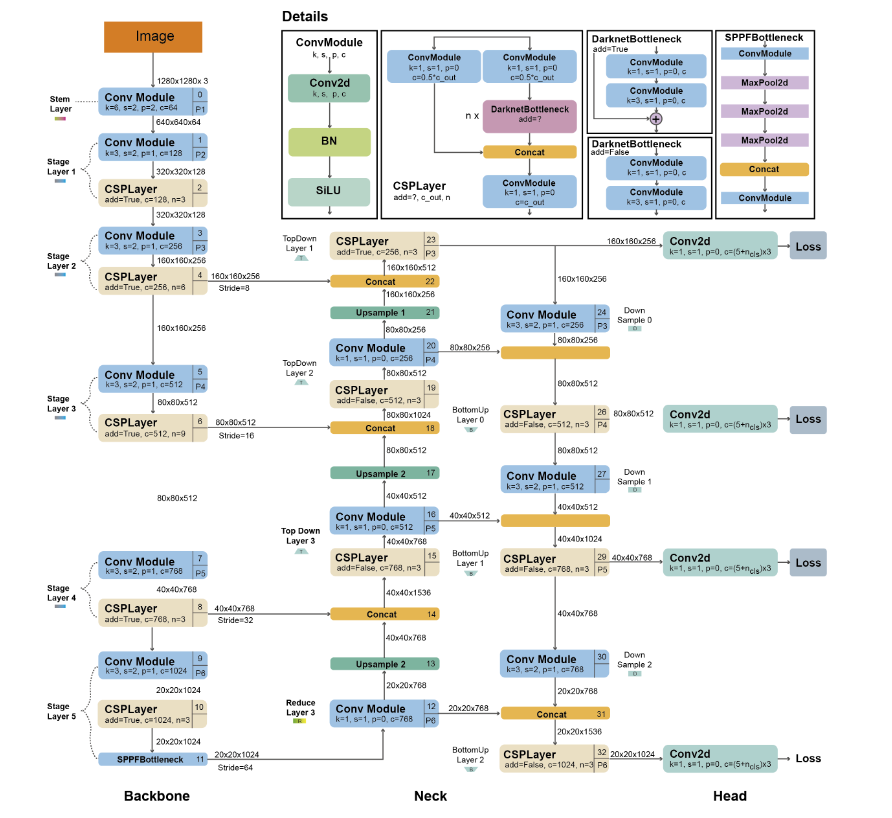 Details
Image
1280x1280x 3
Stem
Layer
Conv Module
k=6, s=2, p=2, c=64
0
P1
640x640x64
Stage
Layer 1
Conv Module
k=3, s=2, p=1, c=128
1
P2
320x320x128
CSPLayer
add=True, c=128, n=3
2
320x320x128
Stage
Layer 2
Conv Module
k=3, s=2, p=1, c=256
3
P3
160x160x256
CSPLayer
add=True, c=256, n=6
4
160x160x256
Stride=8
160x160x256
Stage
Layer 3
Conv Module
k=3, s=2, p=1, c=512
5
P4
80x80x512
CSPLayer
add=True, c=512, n=9
6
80x80x512
Stride=16
80x80x512
Stage
Layer 4
Conv Module
k=3, s=2, p=1, c=768
7
P5
40x40x768
CSPLayer
add=True, c=768, n=3
8
40x40x768
Stride=32
Stage
Layer 5
Conv Module
k=3, s=2, p=1, c=1024
9
P6
20x20x1024
CSPLayer
add=True, c=1024, n=3
10
20x20x1024
SPPFBottleneck
11
20x20x1024
Stride=64
Backbone
ConvModule
k, s, p, c
Conv2d
k, s, p, c
BN
SiLU
ConvModule
k=1, s=1, p=0
c=0.5*c_out
ConvModule
k=1, s=1, p=0
c=0.5*c_out
n x
DarknetBottleneck
add=?
Concat
CSPLayer
add=?, c_out, n
ConvModule
k=1, s=1, p=0
c=c_out
DarknetBottleneck
add=True
ConvModule
k=1, s=1, p=0, c
ConvModule
k=3, s=1, p=0, c
+
DarknetBottleneck
add=False
ConvModule
k=1, s=1, p=0, c
ConvModule
k=3, s=1, p=0, c
SPPFBottleneck
ConvModule
MaxPool2d
MaxPool2d
MaxPool2d
Concat
ConvModule
TopDown
Layer 1
T
CSPLayer
add=True, c=256, n=3
23
P3
160x160x512
Concat
22
160x160x256
Upsample 1
21
80x80x256
TopDown
Layer 2
T
Conv Module
k=1, s=1, p=0, c=256
20
P4
80x80x256
80x80x512
CSPLayer
add=False, c=512, n=3
19
80x80x1024
Concat
18
80x80x512
Upsample 2
17
40x40x512
Top Down
Layer 3
T
Conv Module
k=1, s=1, p=0, c=512
16
P5
40x40x512
40x40x768
CSPLayer
add=False, c=768, n=3
15
40x40x1536
Concat
14
40x40x768
Upsample 2
13
20x20x768
Reduce
Layer 3
R
Conv Module
k=1, s=1, p=0, c=768
12
P6
20x20x768
Neck
160x160x256
160x160x256
Conv Module
k=3, s=2, p=1, c=256
24
P3
Down
Sample 0
D
80x80x256
80x80x512
BottomUp
Layer 0
B
CSPLayer
add=False, c=512, n=3
26
P4
80x80x512
80x80x512
Conv Module
k=3, s=2, p=1, c=512
27
Down
Sample 1
D
40x40x512
40x40x1024
BottomUp
Layer 1
B
CSPLayer
add=False, c=768, n=3
29
P5
40x40x768
40x40x768
Conv Module
k=3, s=2, p=1, c=768
30
Down
Sample 2
D
20x20x768
Concat
31
20x20x1536
BottomUp
Layer 2
B
CSPLayer
add=False, c=1024, n=3
32
P6
20x20x1024
Conv2d
k=1, s=1, p=0, c=(5+ncls)x3
Loss
Conv2d
k=1, s=1, p=0, c=(5+ncls)x3
Loss
Conv2d
k=1, s=1, p=0, c=(5+ncls)x3
Loss
Conv2d
k=1, s=1, p=0, c=(5+ncls)x3
Loss
Head